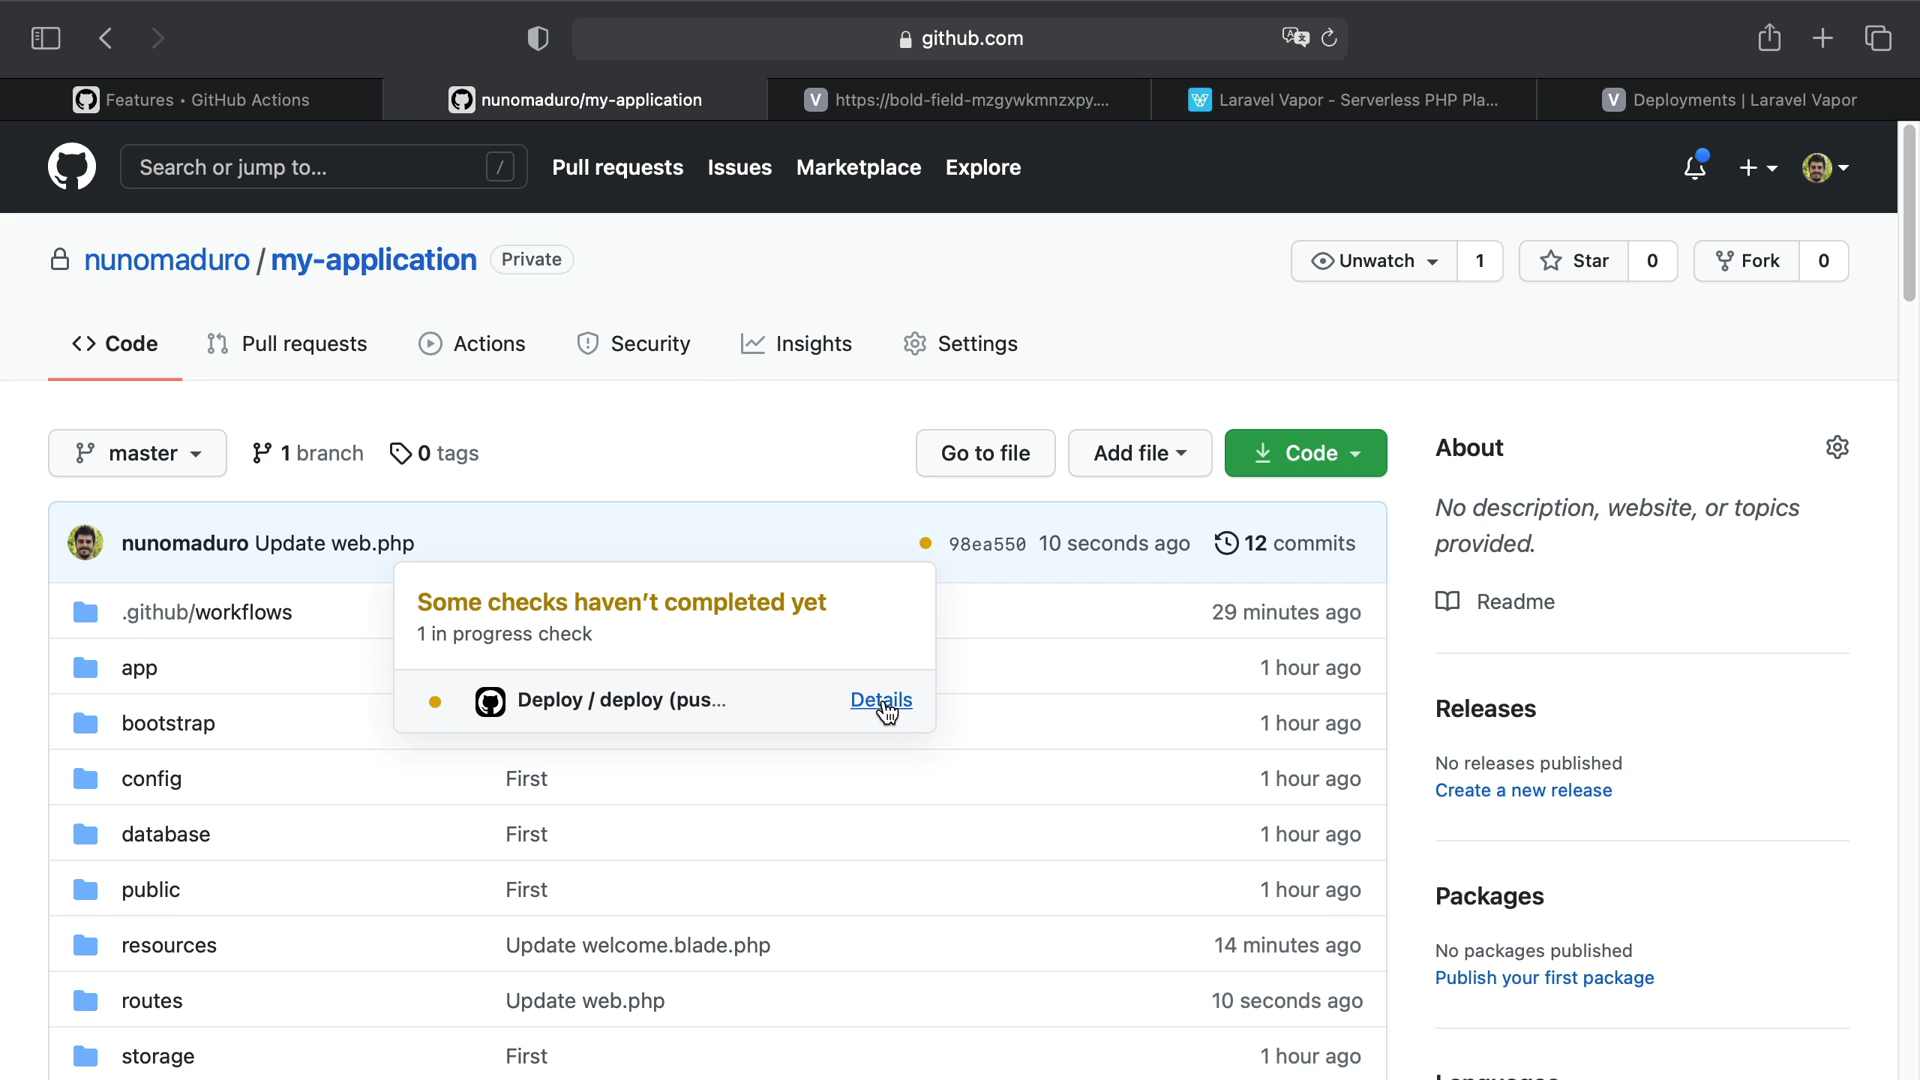 github.com
Features • GitHub Actions
nunomaduro/my-application
V https://bold-field-mzgywkmnzxpy....
Laravel Vapor - Serverless PHP Pla...
V Deployments | Laravel Vapor
Search or jump to... /
Pull requests Issues Marketplace Explore
nunomaduro / my-application Private
Unwatch 1 Star 0 Fork 0
Code Pull requests Actions Security Insights Settings
master 1 branch 0 tags
Go to file Add file Code
nunomaduro Update web.php 98ea550 10 seconds ago 12 commits
Some checks haven't completed yet
1 in progress check
Deploy / deploy (pus... Details
.github/workflows 29 minutes ago
app 1 hour ago
bootstrap 1 hour ago
config First 1 hour ago
database First 1 hour ago
public First 1 hour ago
resources Update welcome.blade.php 14 minutes ago
routes Update web.php 10 seconds ago
storage First 1 hour ago
About
No description, website, or topics
provided.
Readme
Releases
No releases published
Create a new release
Packages
No packages published
Publish your first package